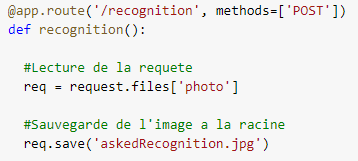 @app.route('/recognition', methods=['POST'])
def recognition():
#Lecture de la requete
req = request.files['photo']
#Sauvegarde de l'image a la racine
req.save('askedRecognition.jpg')